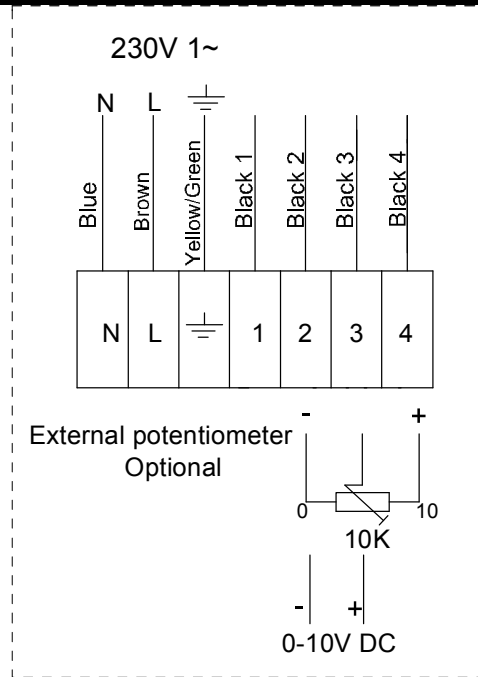 230V 1~
N L
Blue
Brown
Yellow/Green
Black 1
Black 2
Black 3
Black 4
N L 1 2 3 4
- +
External potentiometer
Optional
0 10
10K
- +
0-10V DC